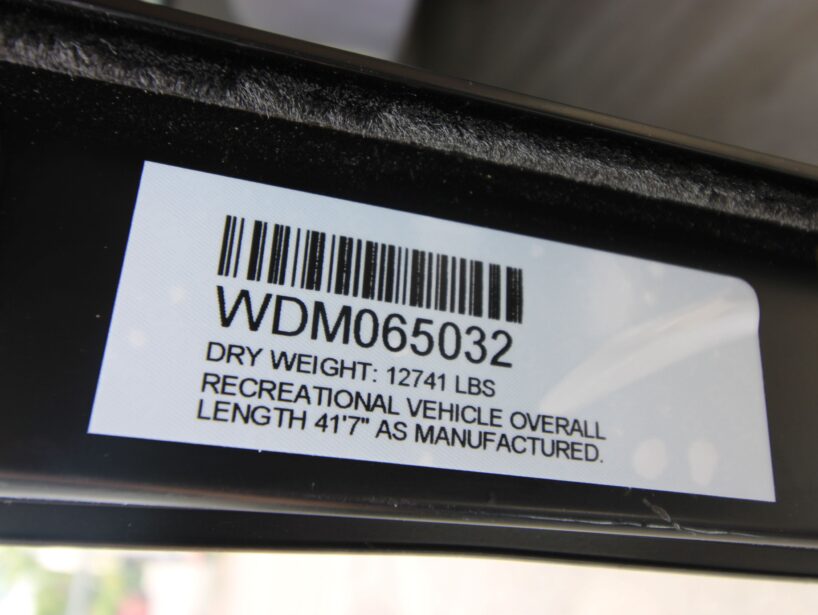 WDM065032
DRY WEIGHT: 12741 LBS
RECREATIONAL VEHICLE OVERALL
LENGTH 41'7" AS MANUFACTURED.